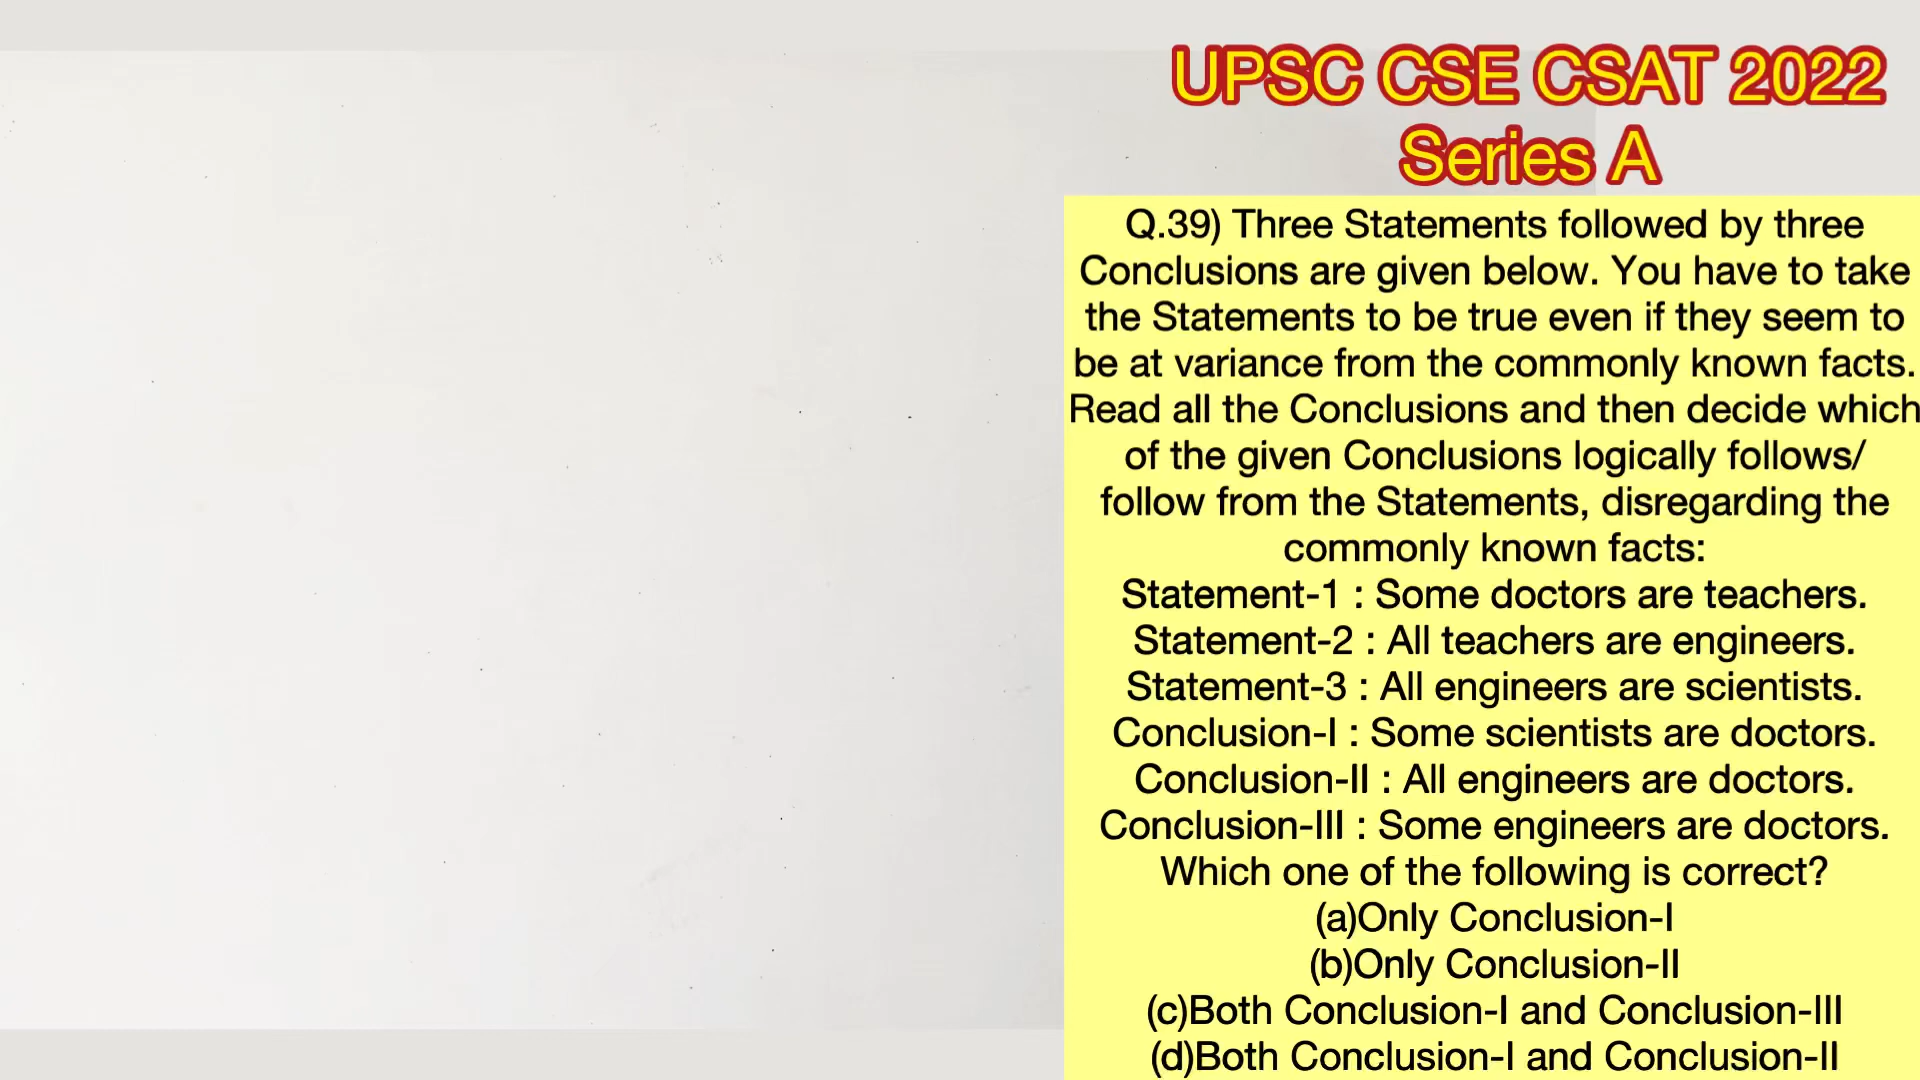 UPSC CSE CSAT 2022
Series A
Q.39) Three Statements followed by three
Conclusions are given below. You have to take
the Statements to be true even if they seem to
be at variance from the commonly known facts.
Read all the Conclusions and then decide which
of the given Conclusions logically follows/
follow from the Statements, disregarding the
commonly known facts:
Statement-1 : Some doctors are teachers.
Statement-2 : All teachers are engineers.
Statement-3 : All engineers are scientists.
Conclusion-I : Some scientists are doctors.
Conclusion-II : All engineers are doctors.
Conclusion-III : Some engineers are doctors.
Which one of the following is correct?
(a)Only Conclusion-I
(b)Only Conclusion-II
(c)Both Conclusion-I and Conclusion-III
(d)Both Conclusion-I and Conclusion-II